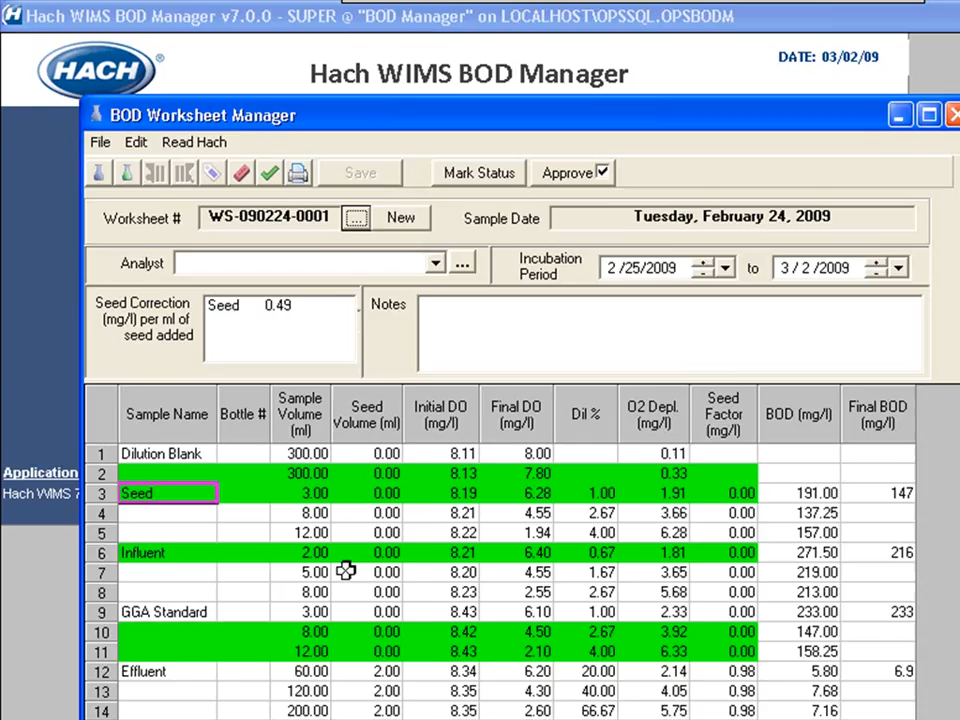 Hach WIMS BOD Manager v7.0.0 - SUPER @ "BOD Manager" on LOCALHOST\OPSSQL.OPSBODM
HACH®
Hach WIMS BOD Manager
DATE: 03/02/09
BOD Worksheet Manager
File Edit Read Hach
Save Mark Status Approve
Worksheet # WS-090224-0001 ... New Sample Date Tuesday, February 24, 2009
Analyst ... Incubation Period 2 /25/2009 to 3 / 2 /2009
Seed Correction (mg/l) per ml of seed added Seed 0.49 Notes
Sample Name Bottle # Sample Volume (ml) Seed Volume (ml) Initial DO (mg/l) Final DO (mg/l) Dil % O2 Depl. (mg/l) Seed Factor (mg/l) BOD (mg/l) Final BOD (mg/l)
1 Dilution Blank 300.00 0.00 8.11 8.00 0.11
2 300.00 0.00 8.13 7.80 0.33
3 Seed 3.00 0.00 8.19 6.28 1.00 1.91 0.00 191.00 147
4 8.00 0.00 8.21 4.55 2.67 3.66 0.00 137.25
5 12.00 0.00 8.22 1.94 4.00 6.28 0.00 157.00
6 Influent 2.00 0.00 8.21 6.40 0.67 1.81 0.00 271.50 216
7 5.00 0.00 8.20 4.55 1.67 3.65 0.00 219.00
8 8.00 0.00 8.23 2.55 2.67 5.68 0.00 213.00
9 GGA Standard 3.00 0.00 8.43 6.10 1.00 2.33 0.00 233.00 233
10 8.00 0.00 8.42 4.50 2.67 3.92 0.00 147.00
11 12.00 0.00 8.43 2.10 4.00 6.33 0.00 158.25
12 Effluent 60.00 2.00 8.34 6.20 20.00 2.14 0.98 5.80 6.9
13 120.00 2.00 8.35 4.30 40.00 4.05 0.98 7.68
14 200.00 2.00 8.35 2.60 66.67 5.75 0.98 7.16
Application
Hach WIMS 7